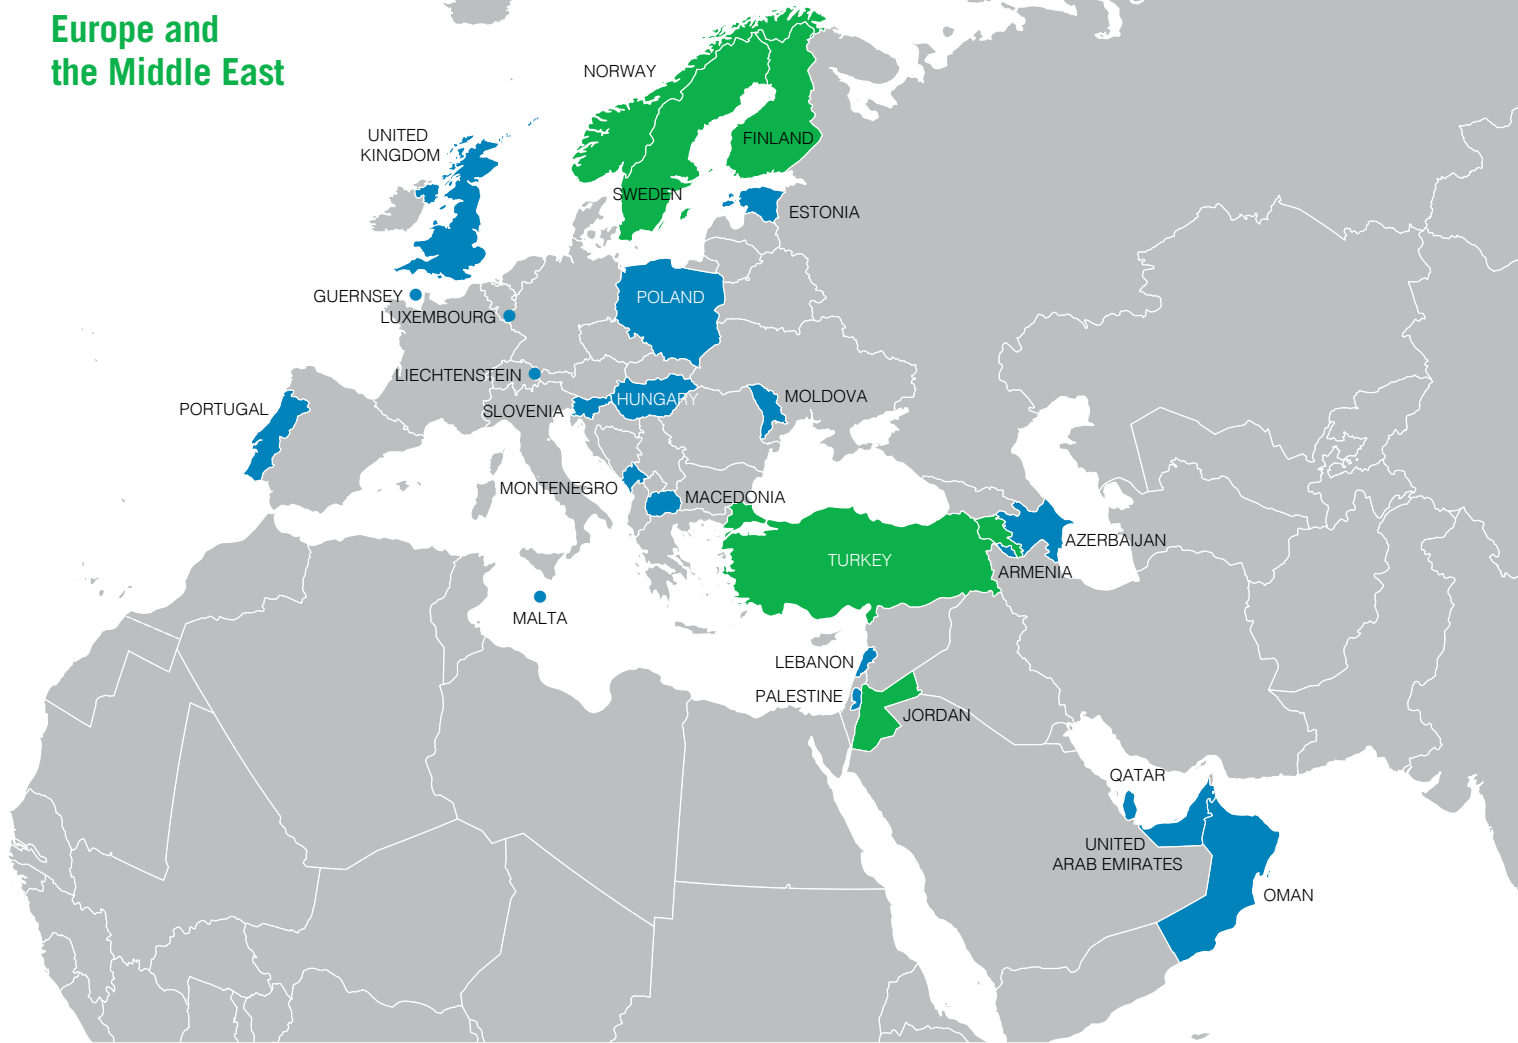 Europe and
the Middle East
NORWAY
UNITED
KINGDOM
FINLAND
SWEDEN
ESTONIA
GUERNSEY
LUXEMBOURG
POLAND
LIECHTENSTEIN
PORTUGAL
SLOVENIA
HUNGARY
MOLDOVA
MONTENEGRO
MACEDONIA
AZERBAIJAN
TURKEY
ARMENIA
MALTA
LEBANON
PALESTINE
JORDAN
QATAR
UNITED
ARAB EMIRATES
OMAN